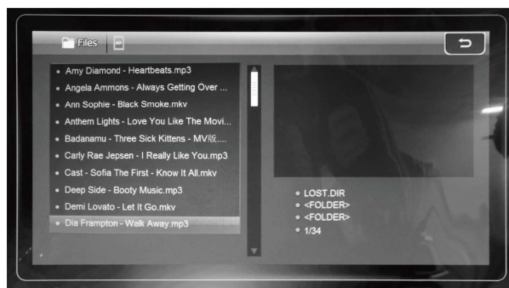 Files
Amy Diamond - Heartbeats.mp3
Angela Ammons - Always Getting Over ...
Ann Sophie - Black Smoke.mkv
Anthem Lights - Love You Like The Movi...
Badanamu - Three Sick Kittens - MV版....
Carly Rae Jepsen - I Really Like You.mp3
Cast - Sofia The First - Know It All.mkv
Deep Side - Booty Music.mp3
Demi Lovato - Let It Go.mkv
Dia Frampton - Walk Away.mp3
LOST.DIR
<FOLDER>
<FOLDER>
1/34